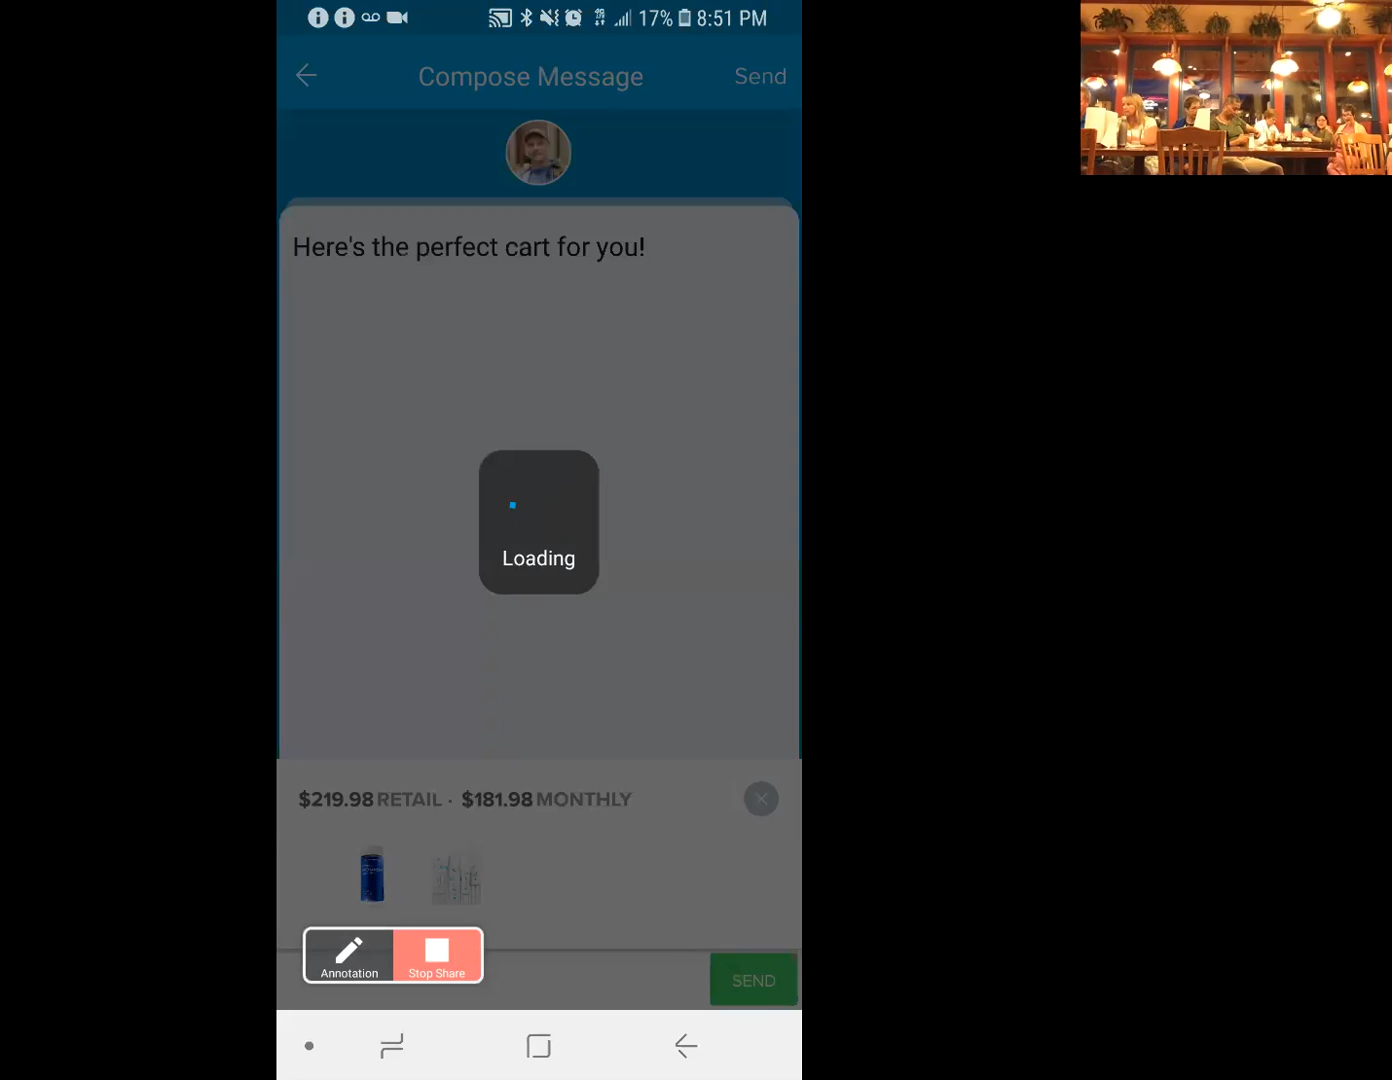 17% 8:51 PM
Compose Message
Send
Here's the perfect cart for you!
Loading
$219.98 RETAIL · $181.98 MONTHLY
Annotation
Stop Share
SEND